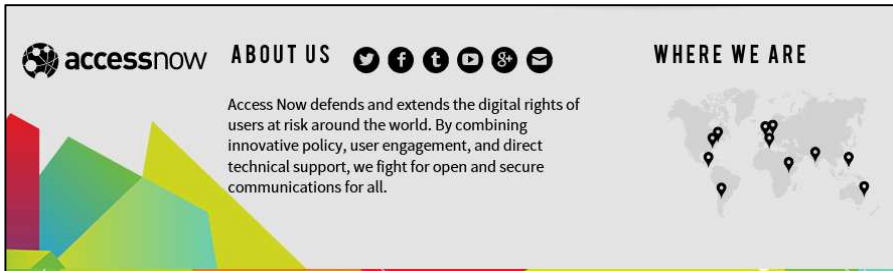 accessnow
ABOUT US
WHERE WE ARE
Access Now defends and extends the digital rights of
users at risk around the world. By combining
innovative policy, user engagement, and direct
technical support, we fight for open and secure
communications for all.